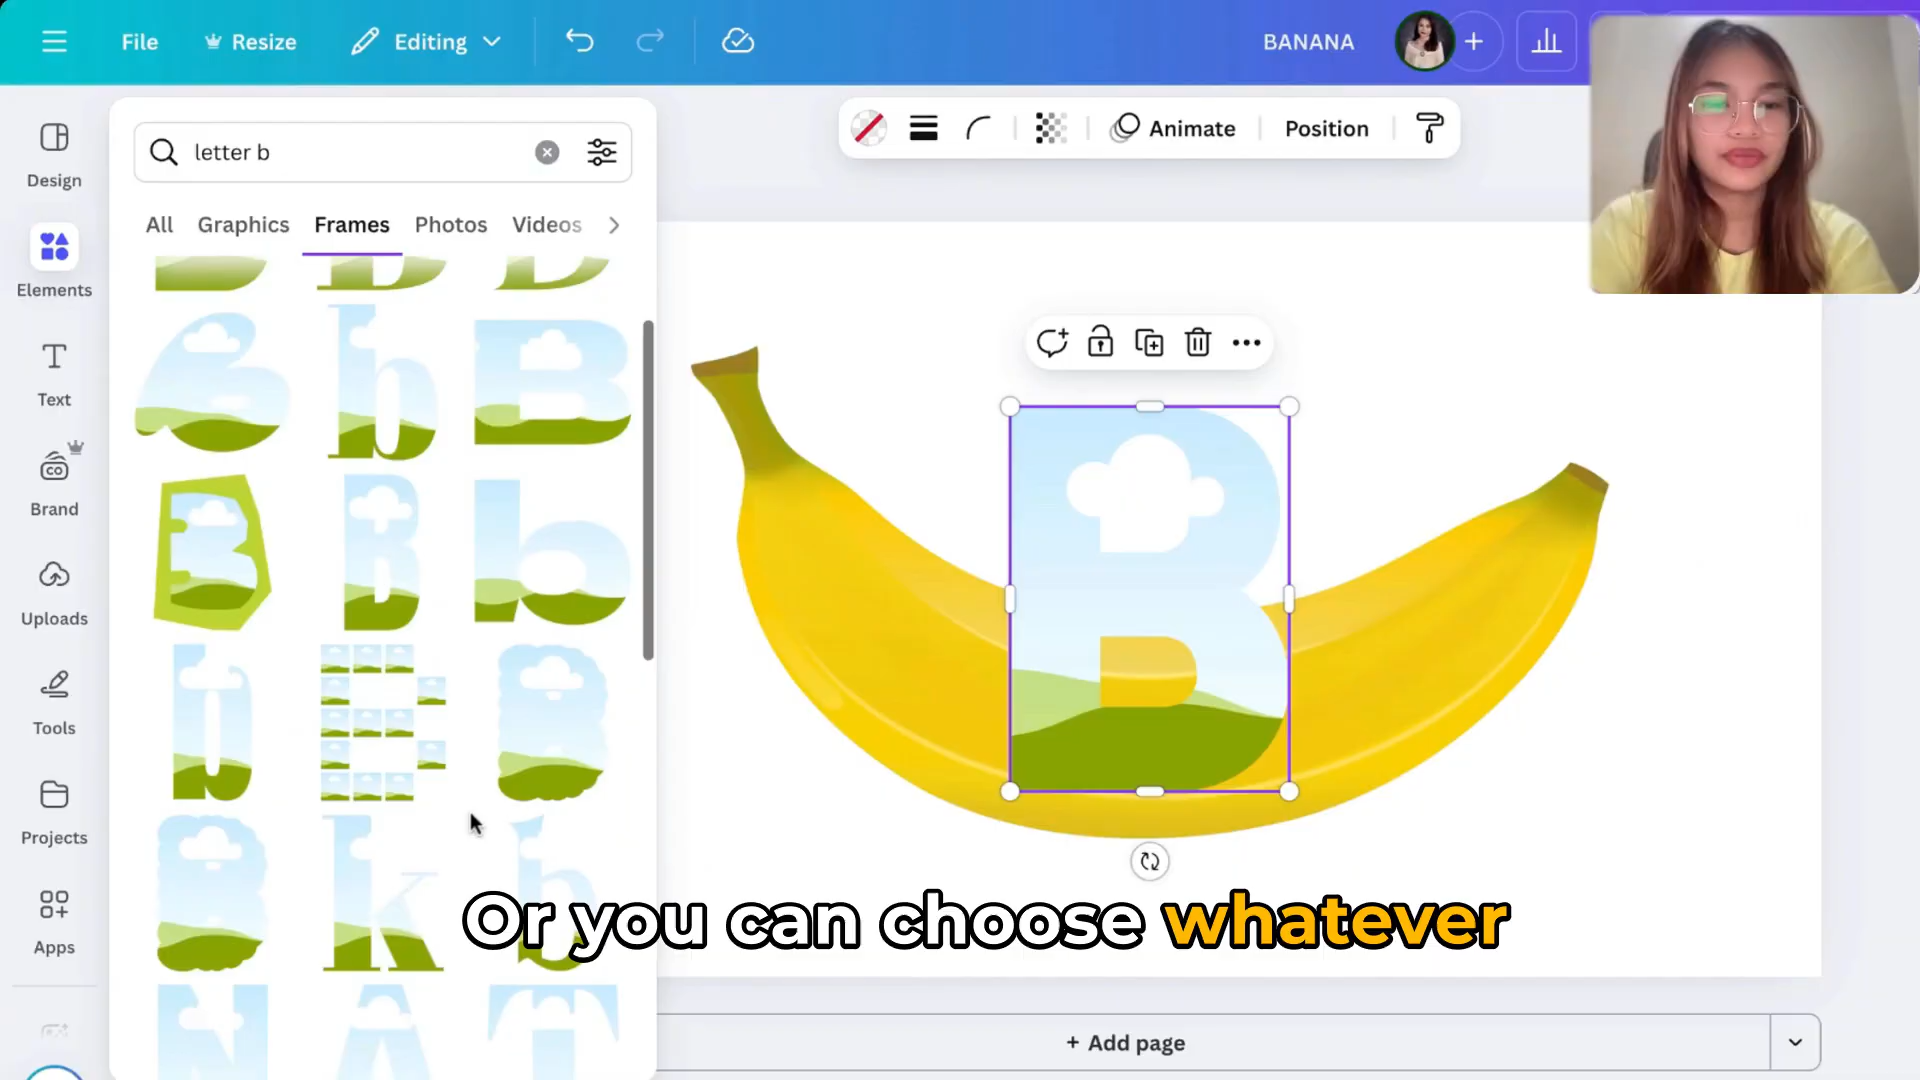 File
Resize
Editing
BANANA
letter b
All
Graphics
Frames
Photos
Videos
Animate
Position
Design
Elements
Text
Brand
Uploads
Tools
Projects
Apps
Or you can choose whatever
+ Add page